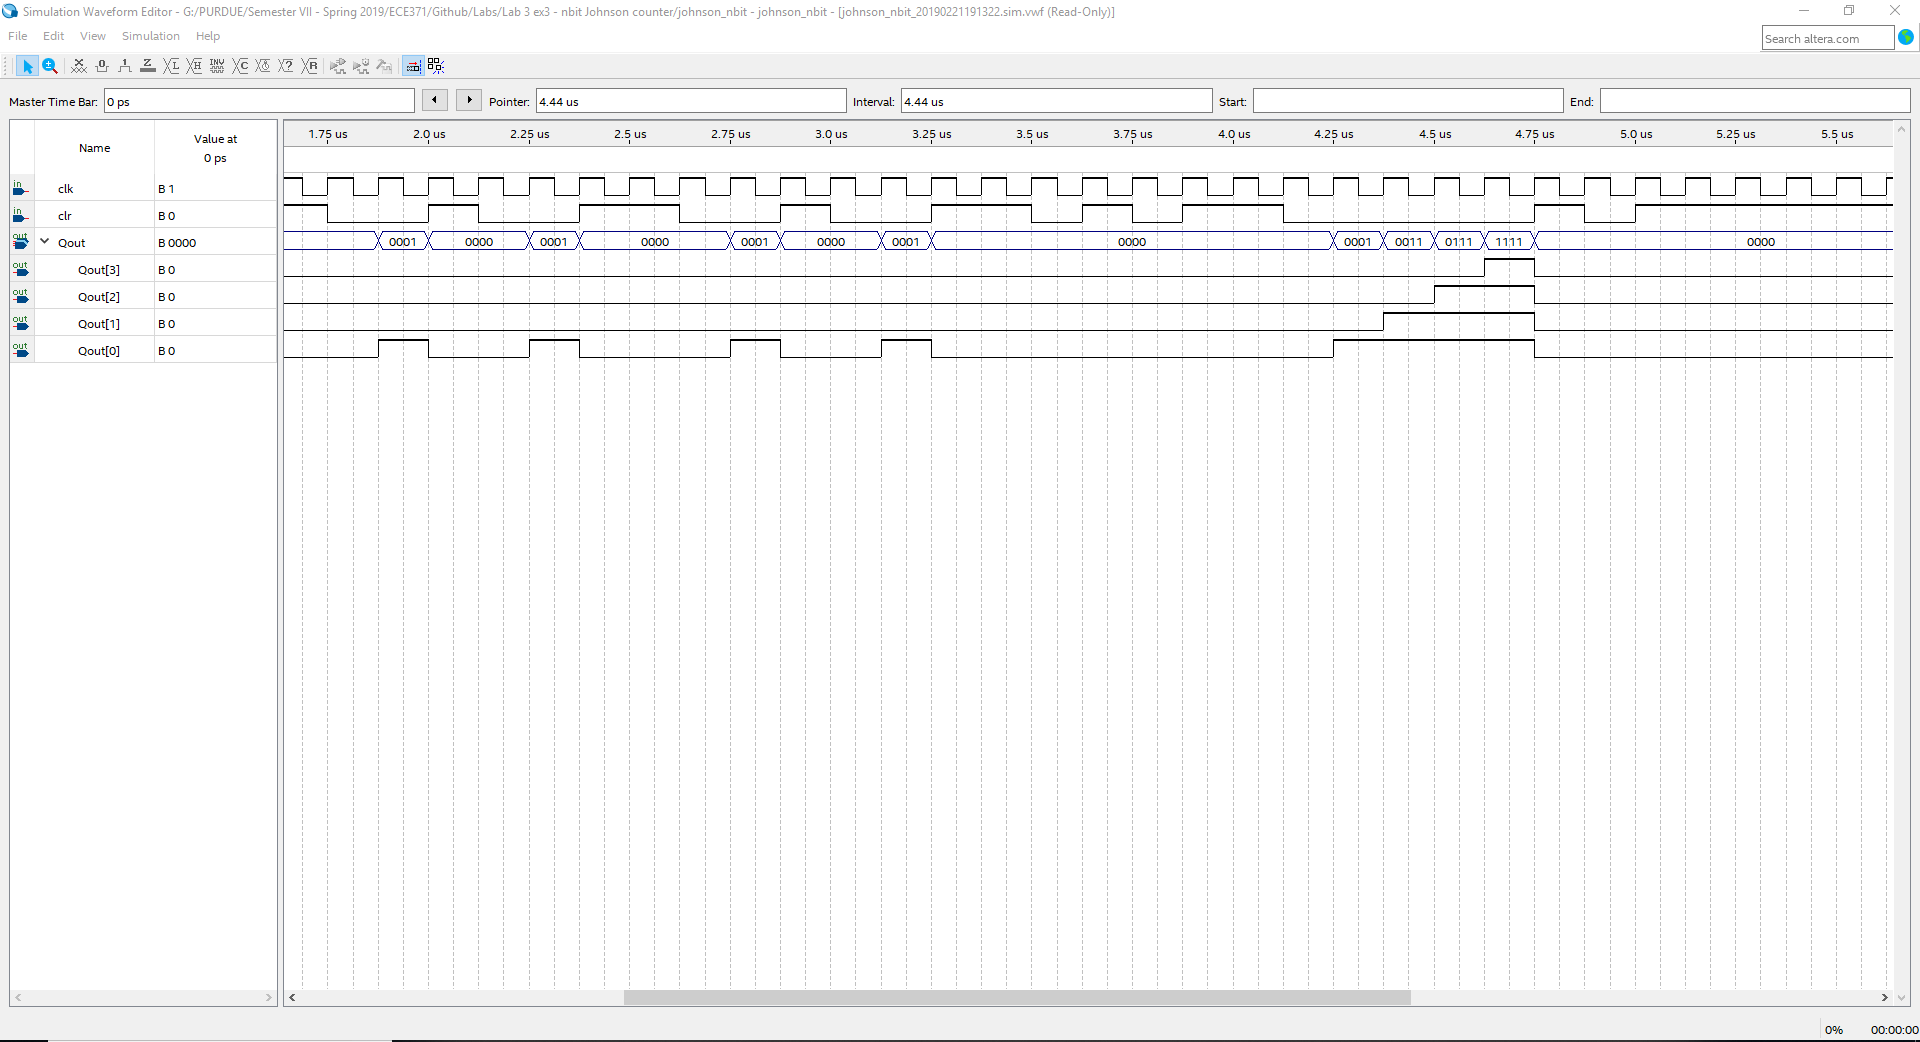 Simulation Waveform Editor - G:/PURDUE/Semester VII - Spring 2019/ECE371/Github/Labs/Lab 3 ex3 - nbit Johnson counter/johnson_nbit - johnson_nbit - [johnson_nbit_20190221191322.sim.vwf (Read-Only)]
File Edit View Simulation Help
Search altera.com
Master Time Bar: 0 ps Pointer: 4.44 us Interval: 4.44 us Start: End:
Name Value at 0 ps
1.75 us 2.0 us 2.25 us 2.5 us 2.75 us 3.0 us 3.25 us 3.5 us 3.75 us 4.0 us 4.25 us 4.5 us 4.75 us 5.0 us 5.25 us 5.5 us
in clk B 1
in clr B 0
out Qout B 0000 0001 0000 0001 0000 0001 0000 0001 0000 0001 0011 0111 1111 0000
out Qout[3] B 0
out Qout[2] B 0
out Qout[1] B 0
out Qout[0] B 0
0% 00:00:00